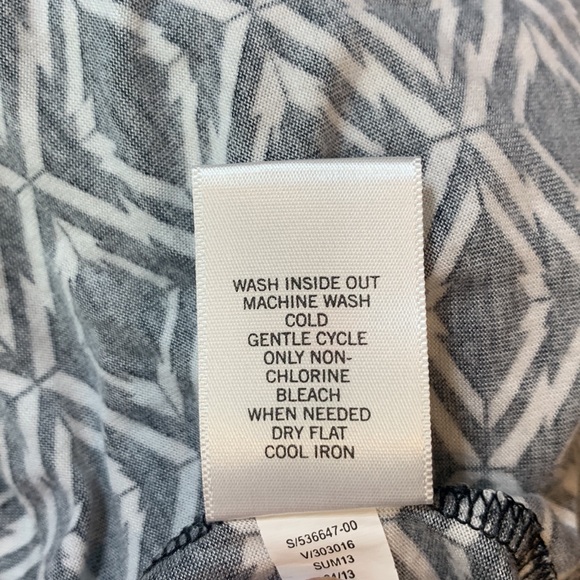 WASH INSIDE OUT
MACHINE WASH
COLD
GENTLE CYCLE
ONLY NON-
CHLORINE
BLEACH
WHEN NEEDED
DRY FLAT
COOL IRON
S/536647-00
V/303016
SUM13